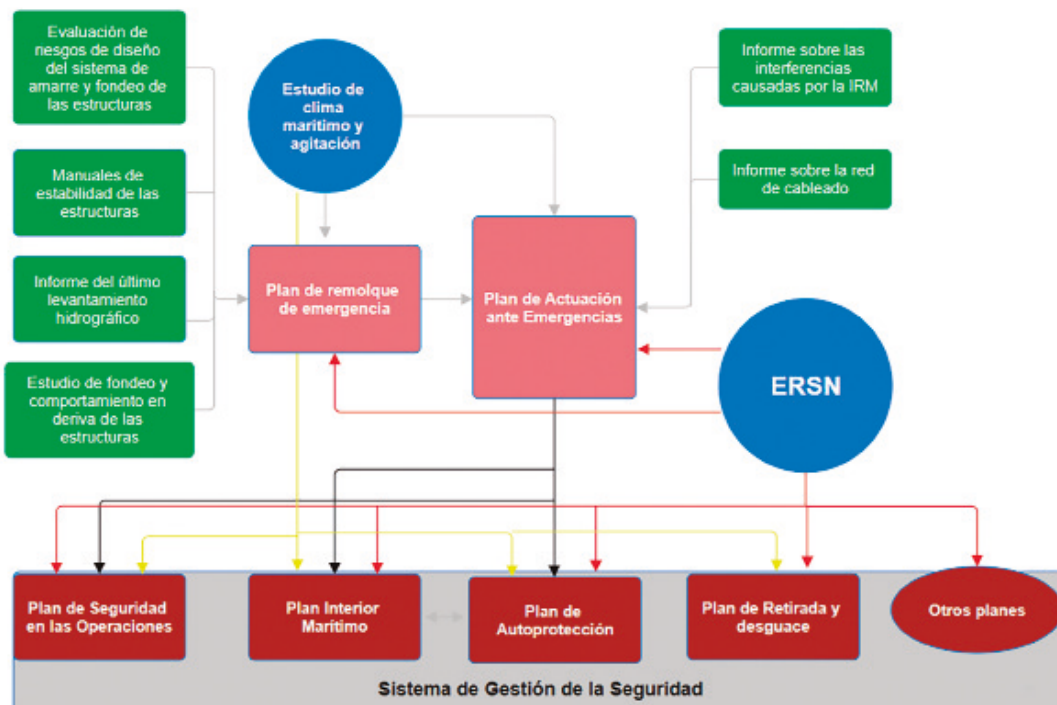 Evaluación de
riesgos de diseño
del sistema de
amarre y fondeo de
las estructuras
Estudio de
clima
marítimo y
agitación
Informe sobre las
interferencias
causadas por la IRM
Manuales de
estabilidad de las
estructuras
Informe sobre la red
de cableado
Informe del último
levantamiento
hidrográfico
Plan de remolque
de emergencia
Plan de Actuación
ante Emergencias
Estudio de fondeo y
comportamiento en
deriva de las
estructuras
ERSN
Plan de Seguridad
en las Operaciones
Plan Interior
Marítimo
Plan de
Autoprotección
Plan de Retirada y
desguace
Otros planes
Sistema de Gestión de la Seguridad